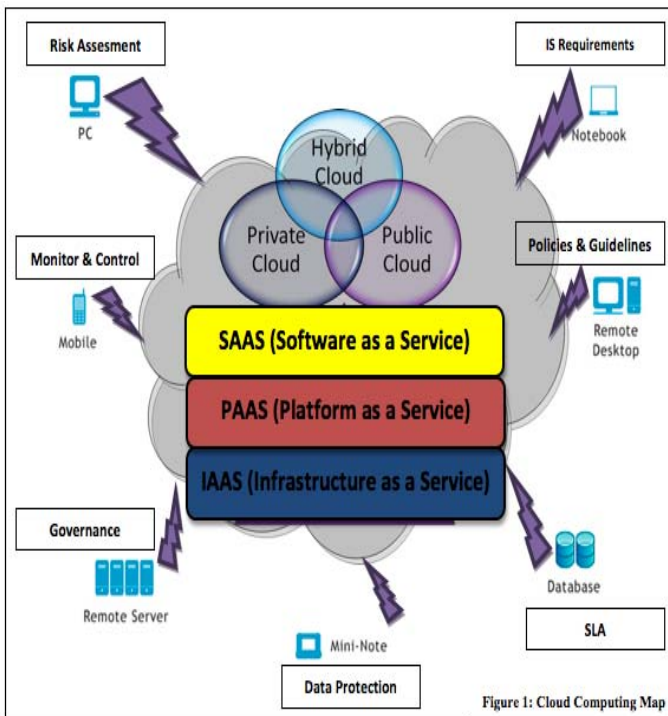 Risk Assesment
IS Requirements
PC
Notebook
Hybrid
Cloud
Private
Cloud
Public
Cloud
Monitor & Control
Policies & Guidelines
Mobile
Remote
Desktop
SAAS (Software as a Service)
PAAS (Platform as a Service)
IAAS (Infrastructure as a Service)
Governance
Remote Server
Database
SLA
Mini-Note
Data Protection
Figure 1: Cloud Computing Map